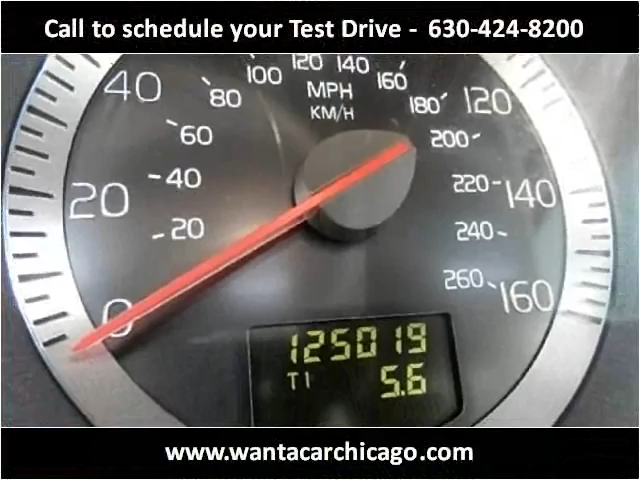 Call to schedule your Test Drive - 630-424-8200
100 120 140 160
40 80 MPH 180 120
KM/H
60 200
20 40 220 140
20 240
0 260 160
125019
T1 5.6
www.wantacarchicago.com